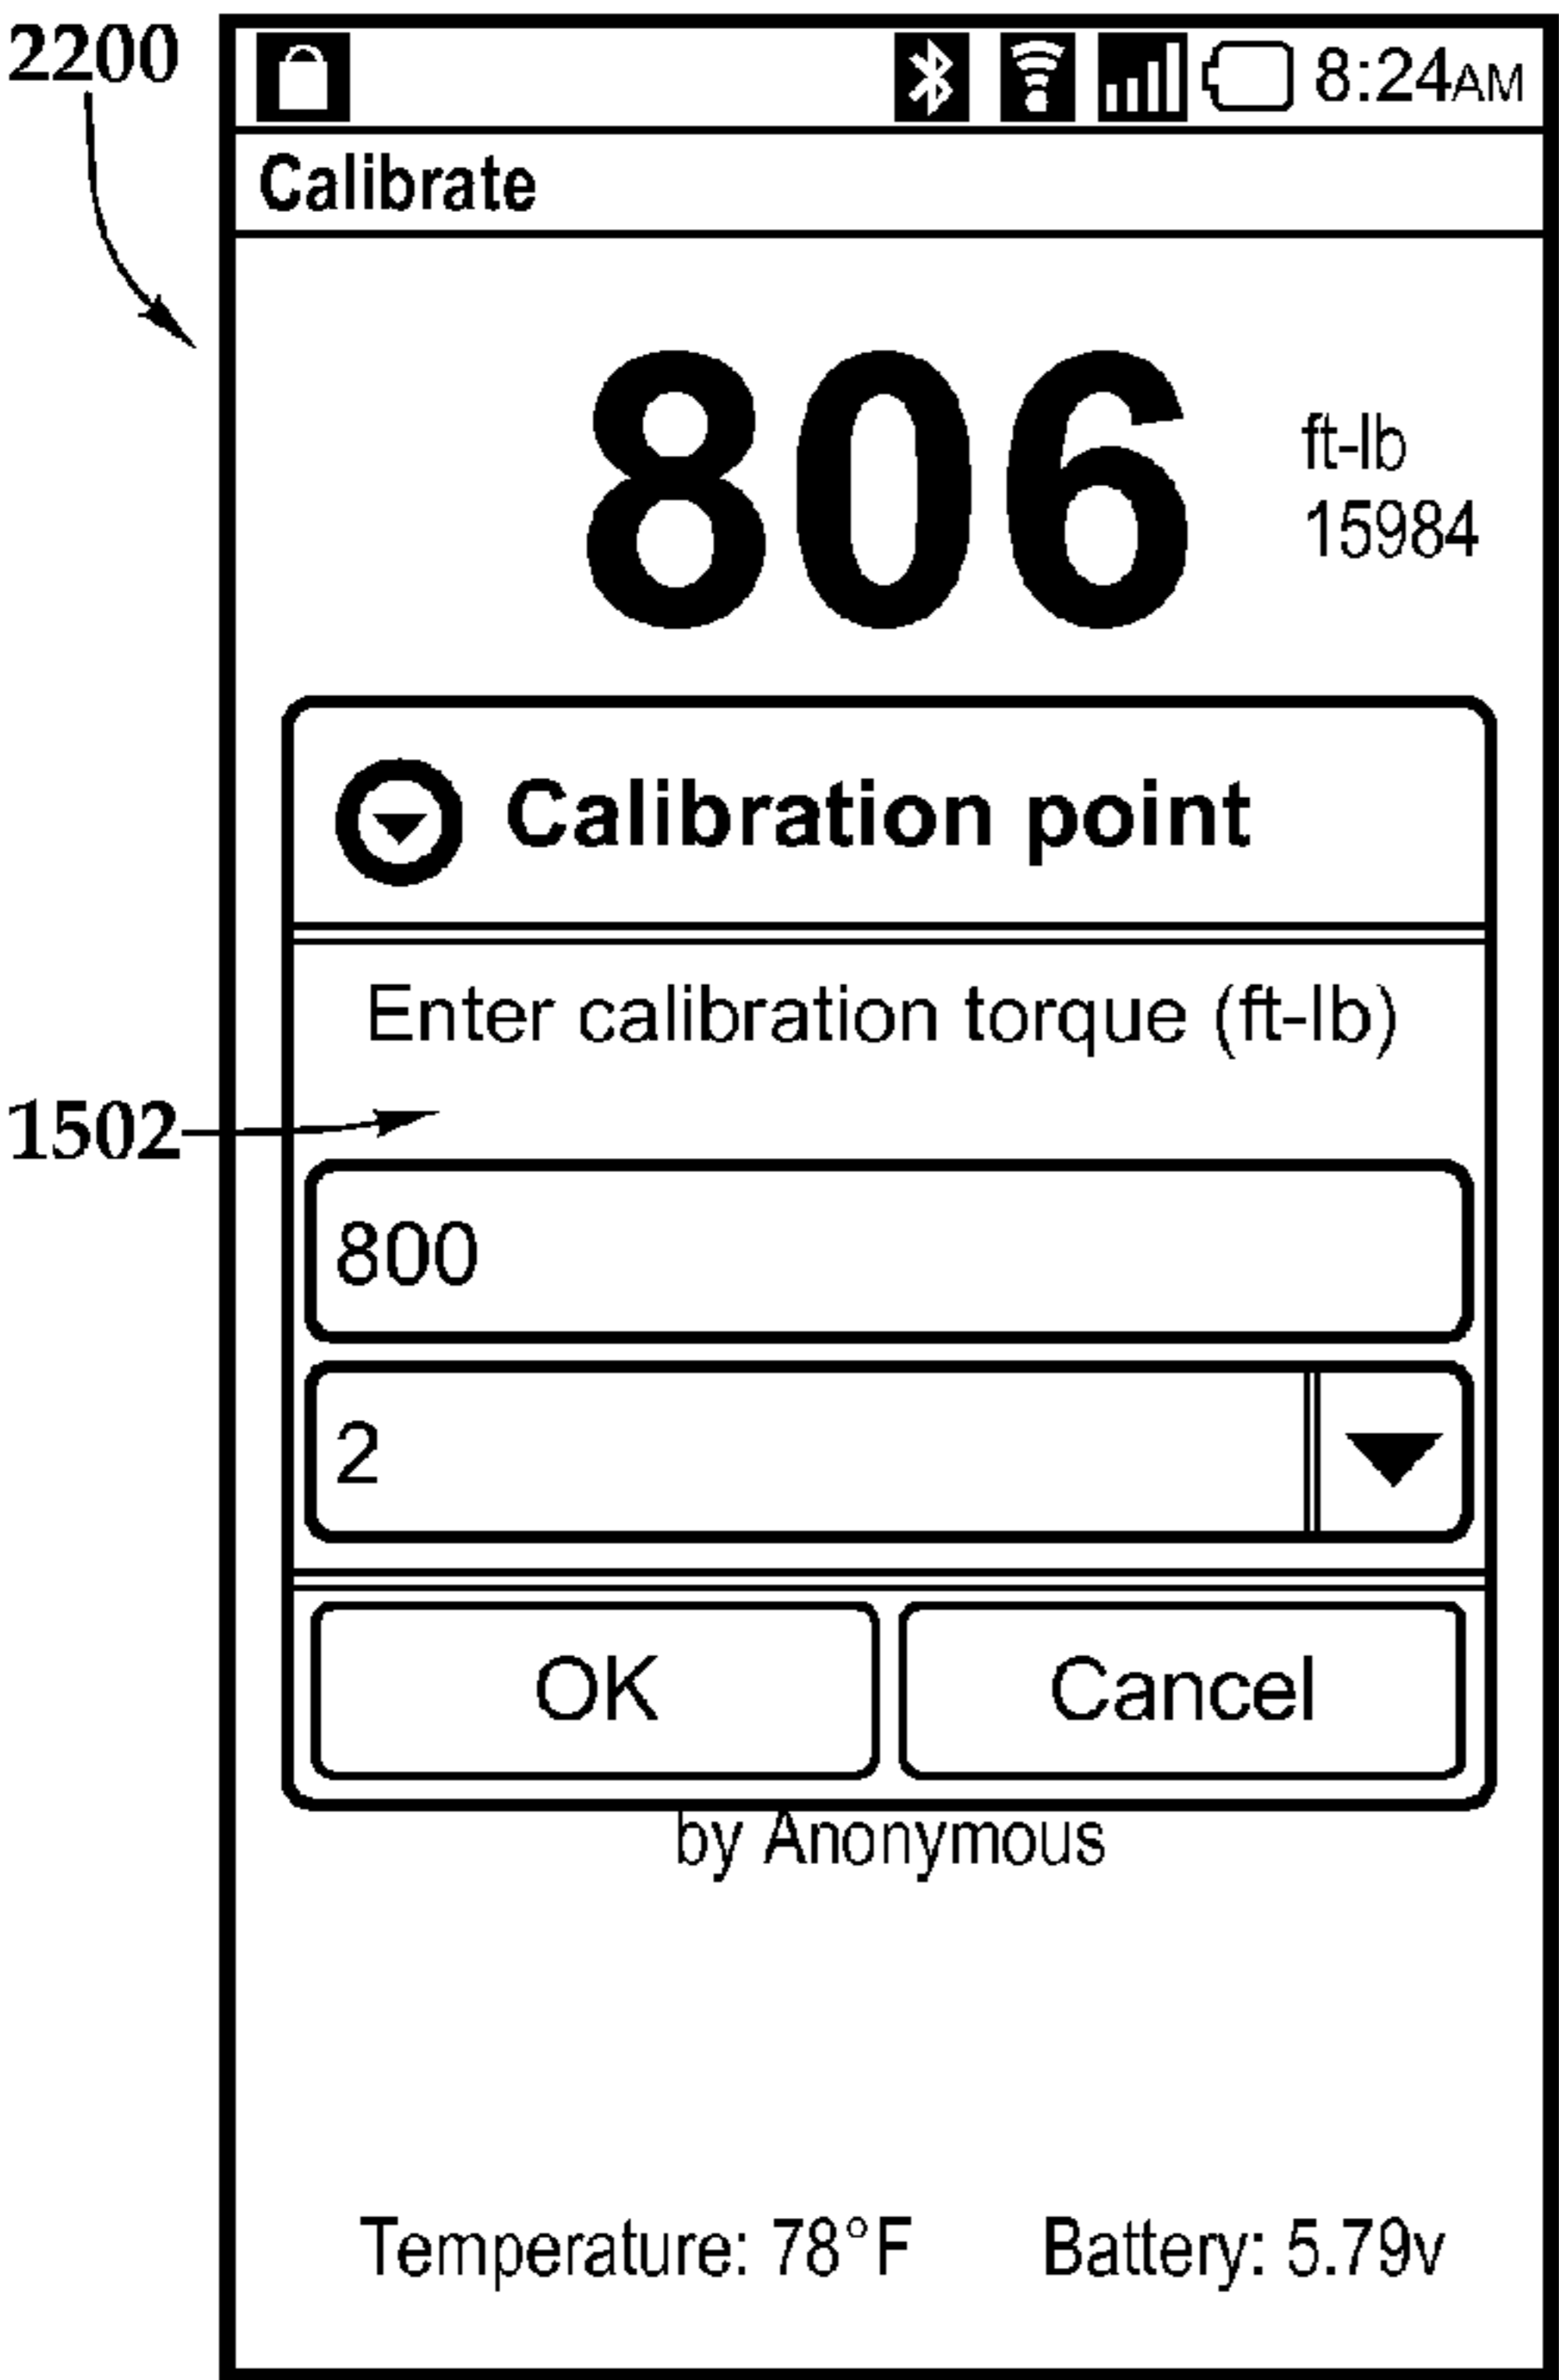 2200
8:24AM
Calibrate
806
ft-lb
15984
Calibration point
Enter calibration torque (ft-lb)
1502
800
2
OK Cancel
by Anonymous
Temperature: 78°F Battery: 5.79v